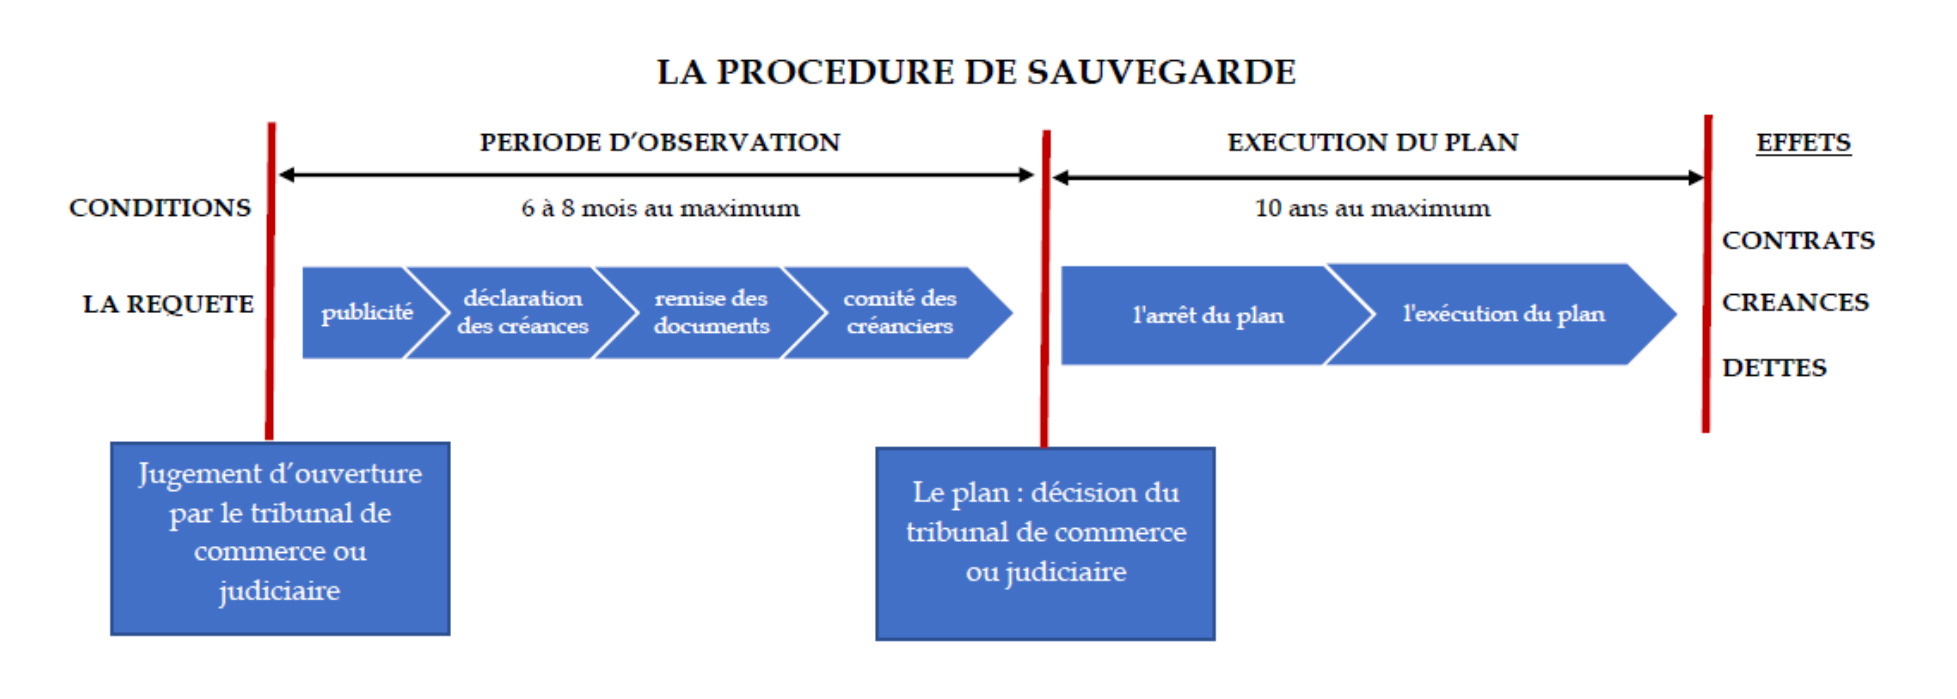 LA PROCEDURE DE SAUVEGARDE
PERIODE D’OBSERVATION
EXECUTION DU PLAN
EFFETS
CONDITIONS
6 à 8 mois au maximum
10 ans au maximum
CONTRATS
LA REQUETE
publicité
déclaration
des créances
remise des
documents
comité des
créanciers
l'arrêt du plan
l'exécution du plan
CREANCES
DETTES
Jugement d’ouverture
par le tribunal de
commerce ou
judiciaire
Le plan : décision du
tribunal de commerce
ou judiciaire